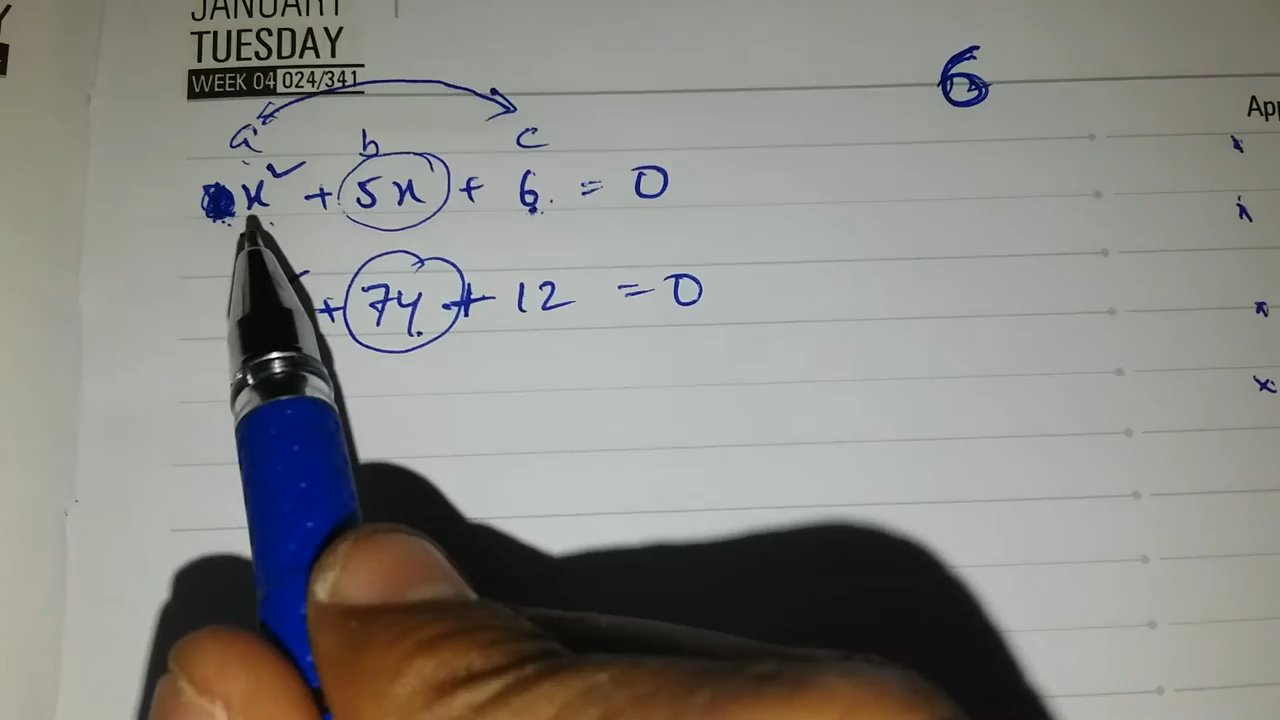 JANUARY
TUESDAY
WEEK 04 024/341
6
App
a b c
x² + 5x + 6 = 0
+ 7y + 12 = 0